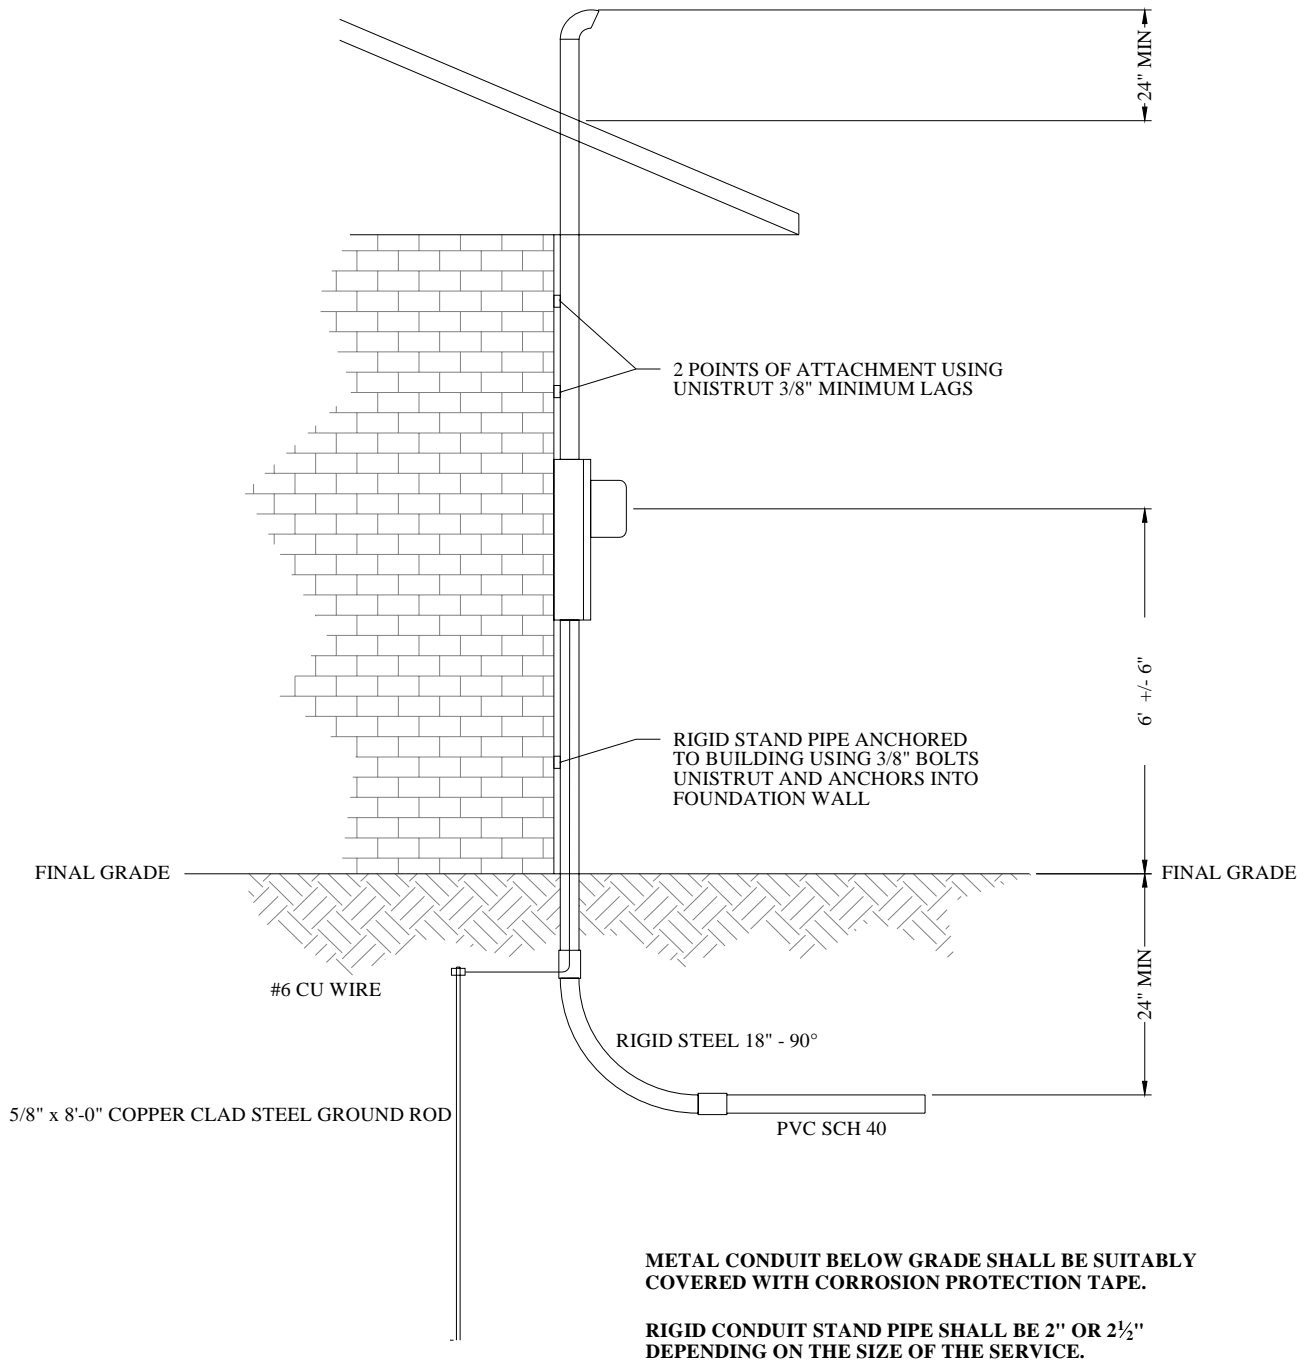 24" MIN
2 POINTS OF ATTACHMENT USING
UNISTRUT 3/8" MINIMUM LAGS
6' +/- 6"
RIGID STAND PIPE ANCHORED
TO BUILDING USING 3/8" BOLTS
UNISTRUT AND ANCHORS INTO
FOUNDATION WALL
FINAL GRADE
FINAL GRADE
24" MIN
#6 CU WIRE
RIGID STEEL 18" - 90°
5/8" x 8'-0" COPPER CLAD STEEL GROUND ROD
PVC SCH 40
METAL CONDUIT BELOW GRADE SHALL BE SUITABLY
COVERED WITH CORROSION PROTECTION TAPE.
RIGID CONDUIT STAND PIPE SHALL BE 2" OR 2½"
DEPENDING ON THE SIZE OF THE SERVICE.